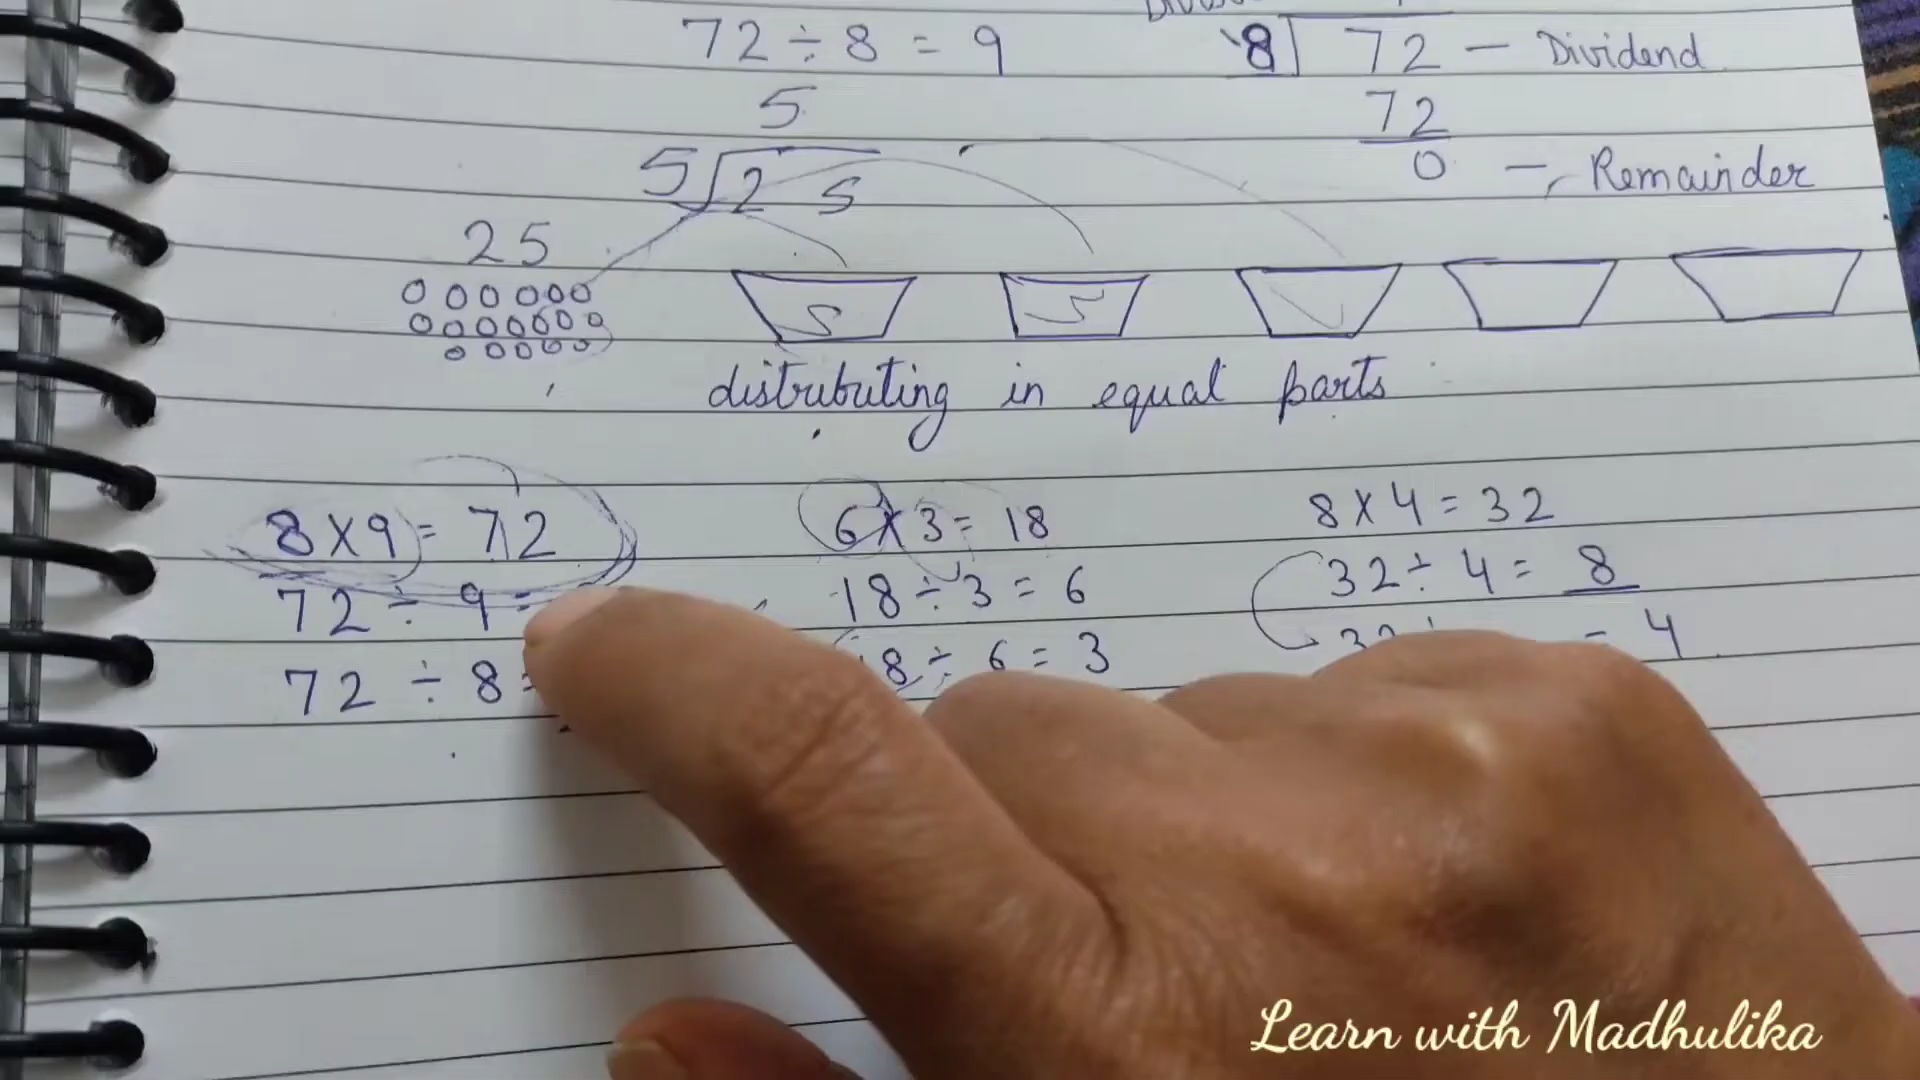 72 ÷ 8 = 9
8 72 - Dividend
72
0 - Remainder
5
5 25
25
5 5
distributing in equal parts
8 x 9 = 72
72 ÷ 9 =
72 ÷ 8 =
6 x 3 = 18
18 ÷ 3 = 6
18 ÷ 6 = 3
8 x 4 = 32
32 ÷ 4 = 8
= 4
Learn with Madhulika